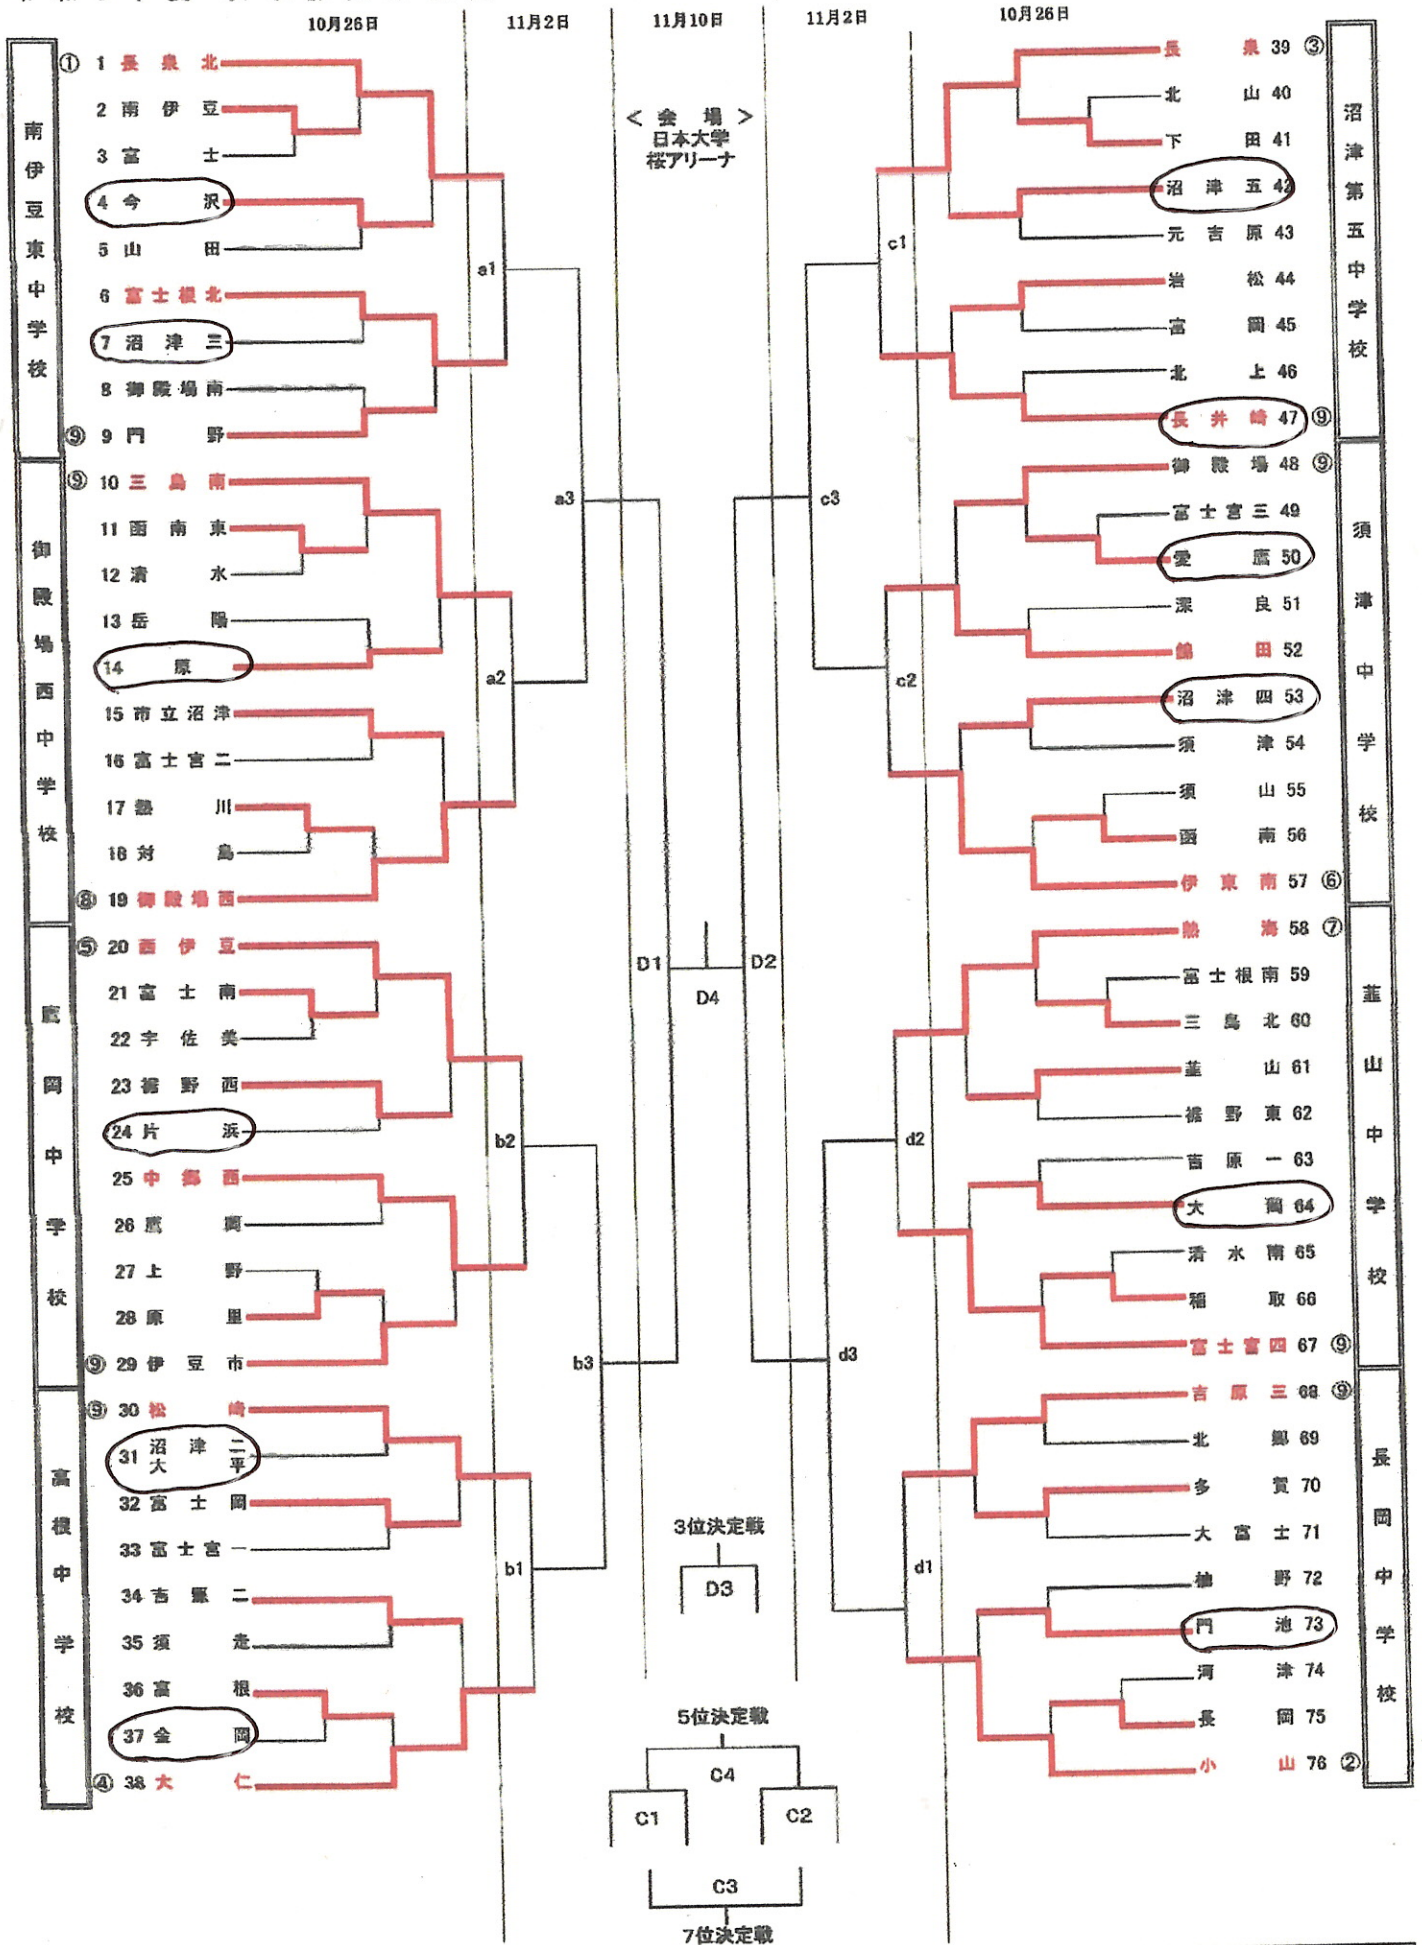 10月26日
11月2日
11月10日
11月2日
10月26日
＜ 会 場 ＞
日本大学
桜アリーナ
南伊豆東中学校
① 1 長泉北
2 南伊豆
3 富士
4 今沢
5 山田
6 富士根北
7 沼津三
8 御殿場南
⑨ 9 門野
御殿場西中学校
⑨ 10 三島南
11 函南東
12 清水
13 岳陽
14 原
15 市立沼津
16 富士宮二
17 熱川
18 対島
⑧ 19 御殿場西
鷹岡中学校
⑤ 20 西伊豆
21 富士南
22 宇佐美
23 裾野西
24 片浜
25 中郷西
26 鷹岡
27 上野
28 原里
⑨ 29 伊豆市
高根中学校
⑨ 30 松崎
31 沼津二
大平
32 富士岡
33 富士宮一
34 吉原二
35 須走
36 高根
37 金岡
④ 38 大仁
a1
a2
a3
b2
b3
b1
D1
D4
D2
3位決定戦
D3
5位決定戦
C4
C1
C2
C3
7位決定戦
c1
c3
c2
d2
d3
d1
沼津第五中学校
長泉 39 ③
北山 40
下田 41
沼津五 42
元吉原 43
岩松 44
富岡 45
北上 46
長井崎 47 ⑨
須津中学校
御殿場 48 ⑨
富士宮三 49
愛鷹 50
深良 51
錦田 52
沼津四 53
須津 54
須山 55
函南 56
伊東南 57 ⑥
韮山中学校
熱海 58 ⑦
富士根南 59
三島北 60
韮山 61
裾野東 62
吉原一 63
大岡 64
清水南 65
稲取 66
富士宮四 67 ⑨
長岡中学校
吉原三 68 ⑨
北郷 69
多賀 70
大富士 71
柚野 72
門池 73
河津 74
長岡 75
小山 76 ②